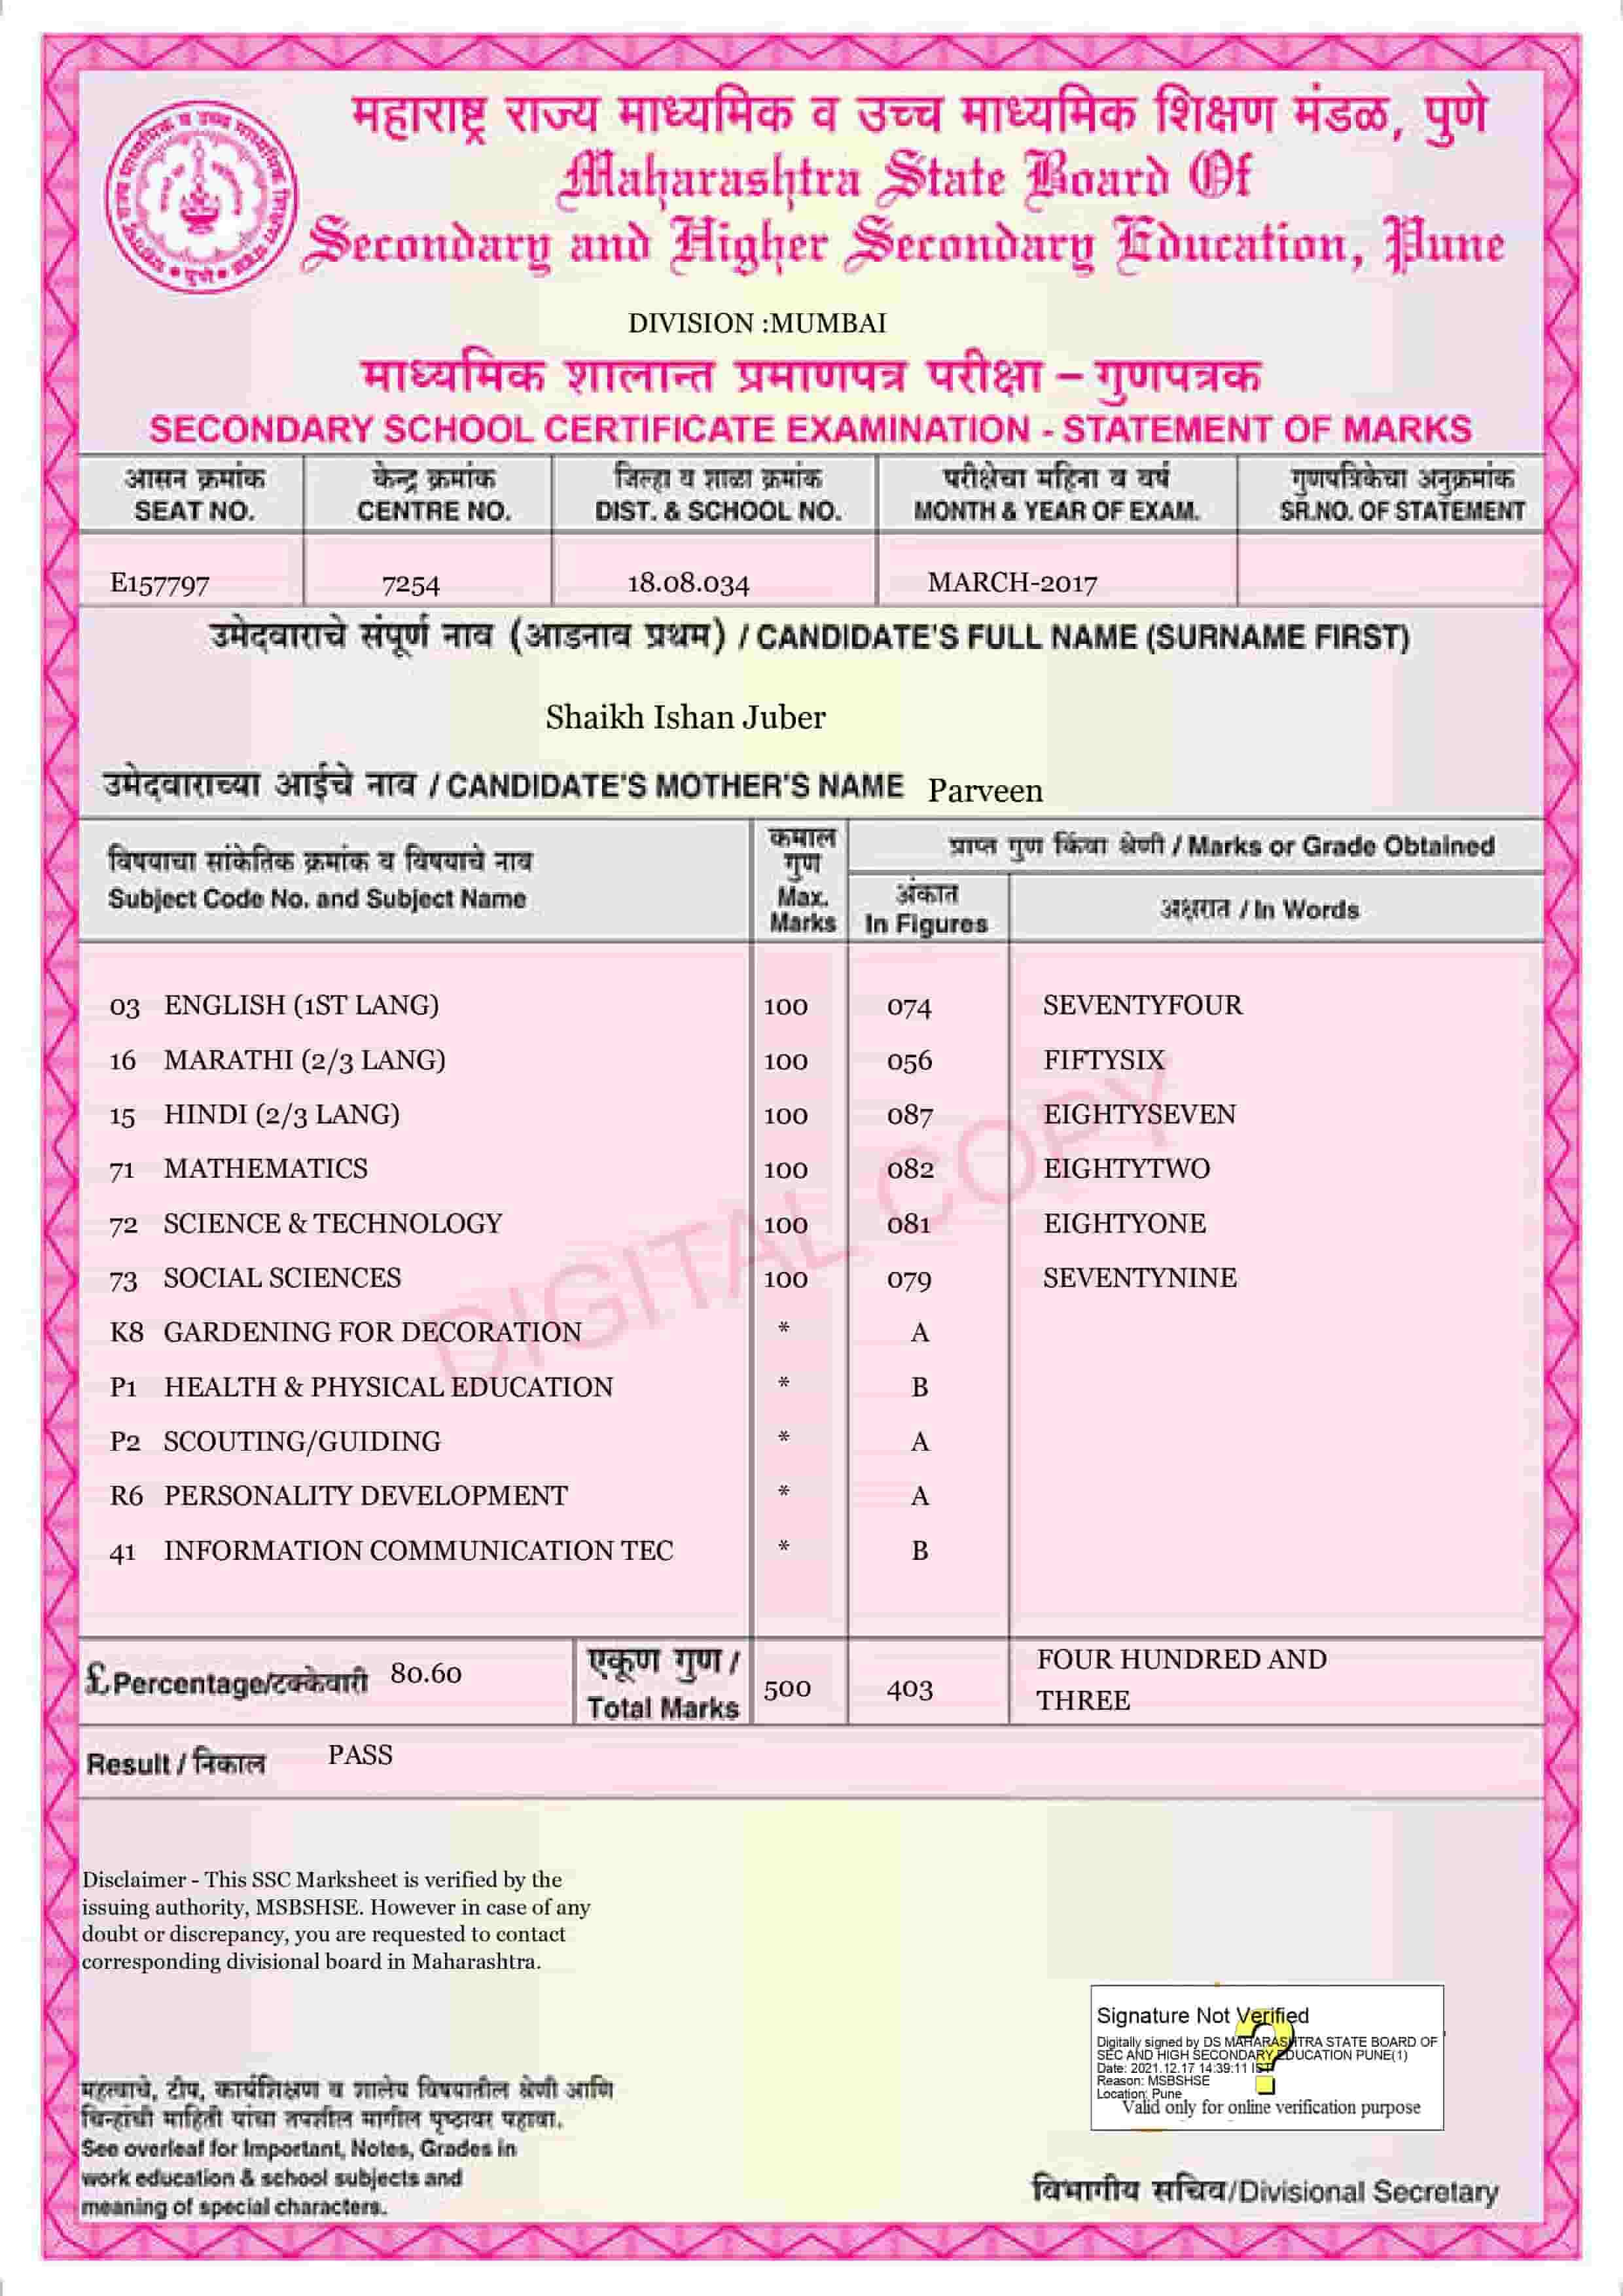 महाराष्ट्र राज्य माध्यमिक व उच्च माध्यमिक शिक्षण मंडळ, पुणे
Maharashtra State Board Of
Secondary and Higher Secondary Education, Pune
DIVISION :MUMBAI
माध्यमिक शालान्त प्रमाणपत्र परीक्षा – गुणपत्रक
SECONDARY SCHOOL CERTIFICATE EXAMINATION - STATEMENT OF MARKS
आसन क्रमांक केन्द्र क्रमांक जिल्हा व शाळा क्रमांक परीक्षेचा महिना व वर्ष गुणपत्रिकेचा अनुक्रमांक
SEAT NO. CENTRE NO. DIST. & SCHOOL NO. MONTH & YEAR OF EXAM. SR.NO. OF STATEMENT
E157797 7254 18.08.034 MARCH-2017
उमेदवाराचे संपूर्ण नाव (आडनाव प्रथम) / CANDIDATE'S FULL NAME (SURNAME FIRST)
Shaikh Ishan Juber
उमेदवाराच्या आईचे नाव / CANDIDATE'S MOTHER'S NAME Parveen
विषयाचा सांकेतिक क्रमांक व विषयाचे नाव
Subject Code No. and Subject Name
कमाल
गुण
Max.
Marks
प्राप्त गुण किंवा श्रेणी / Marks or Grade Obtained
अंकात
In Figures
अक्षरात / In Words
03 ENGLISH (1ST LANG) 100 074 SEVENTYFOUR
16 MARATHI (2/3 LANG) 100 056 FIFTYSIX
15 HINDI (2/3 LANG) 100 087 EIGHTYSEVEN
71 MATHEMATICS 100 082 EIGHTYTWO
72 SCIENCE & TECHNOLOGY 100 081 EIGHTYONE
73 SOCIAL SCIENCES 100 079 SEVENTYNINE
K8 GARDENING FOR DECORATION * A
P1 HEALTH & PHYSICAL EDUCATION * B
P2 SCOUTING/GUIDING * A
R6 PERSONALITY DEVELOPMENT * A
41 INFORMATION COMMUNICATION TEC * B
DIGITAL COPY
£ Percentage/टक्केवारी 80.60
एकूण गुण /
Total Marks
500 403
FOUR HUNDRED AND
THREE
Result / निकाल PASS
Disclaimer - This SSC Marksheet is verified by the
issuing authority, MSBSHSE. However in case of any
doubt or discrepancy, you are requested to contact
corresponding divisional board in Maharashtra.
Signature Not Verified
Digitally signed by DS MAHARASHTRA STATE BOARD OF
SEC AND HIGH SECONDARY EDUCATION PUNE(1)
Date: 2021.12.17 14:39:11 IST
Reason: MSBSHSE
Location: Pune
Valid only for online verification purpose
महत्वाचे, टीप, कार्यशिक्षण व शालेय विषयातील श्रेणी आणि
चिन्हांची माहिती यांचा तपशील मागील पृष्ठावर पहावा.
See overleaf for Important, Notes, Grades in
work education & school subjects and
meaning of special characters.
विभागीय सचिव/Divisional Secretary